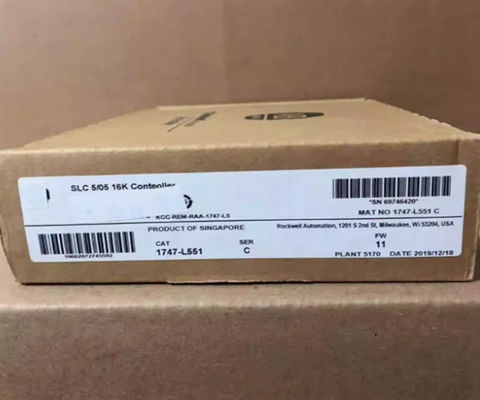 SLC 5/05 16K Controller
KCC-REM-RAA-1747-L5
*SN 69746420*
MAT NO 1747-L551 C
PRODUCT OF SINGAPORE
Rockwell Automation, 1201 S 2nd St, Milwaukee, WI 53204, USA
CAT
SER
FW
1747-L551
C
11
10662072745592
PLANT 5170 DATE 2019/12/18